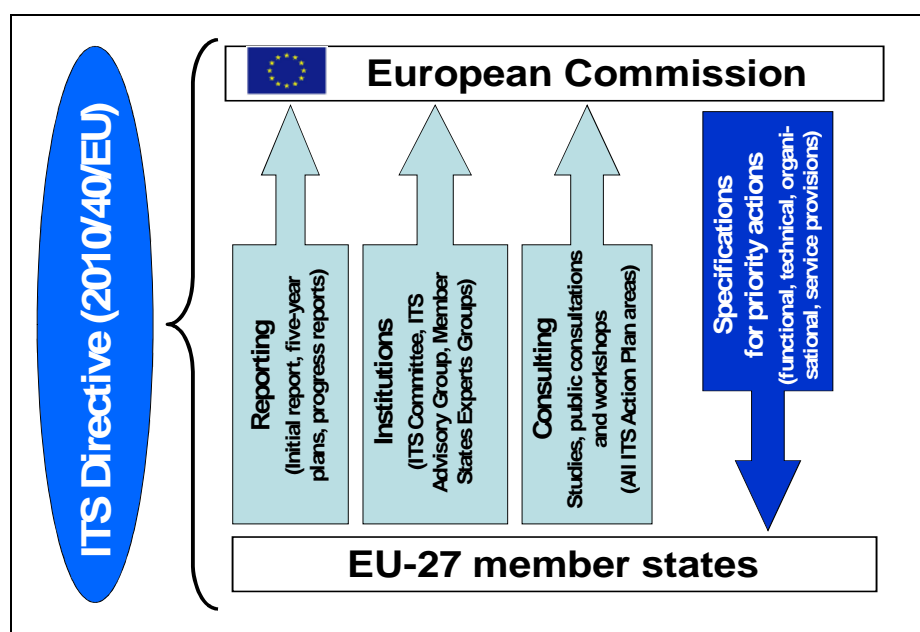 ITS Directive (2010/40/EU)
European Commission
Reporting
(Initial report, five-year
plans, progress reports)
Institutions
(ITS Committee, ITS
Advisory Group, Member
States Experts Groups)
Consulting
Studies, public consultations
and workshops
(All ITS Action Plan areas)
Specifications
for priority actions
(functional, technical, organi-
sational, service provisions)
EU-27 member states